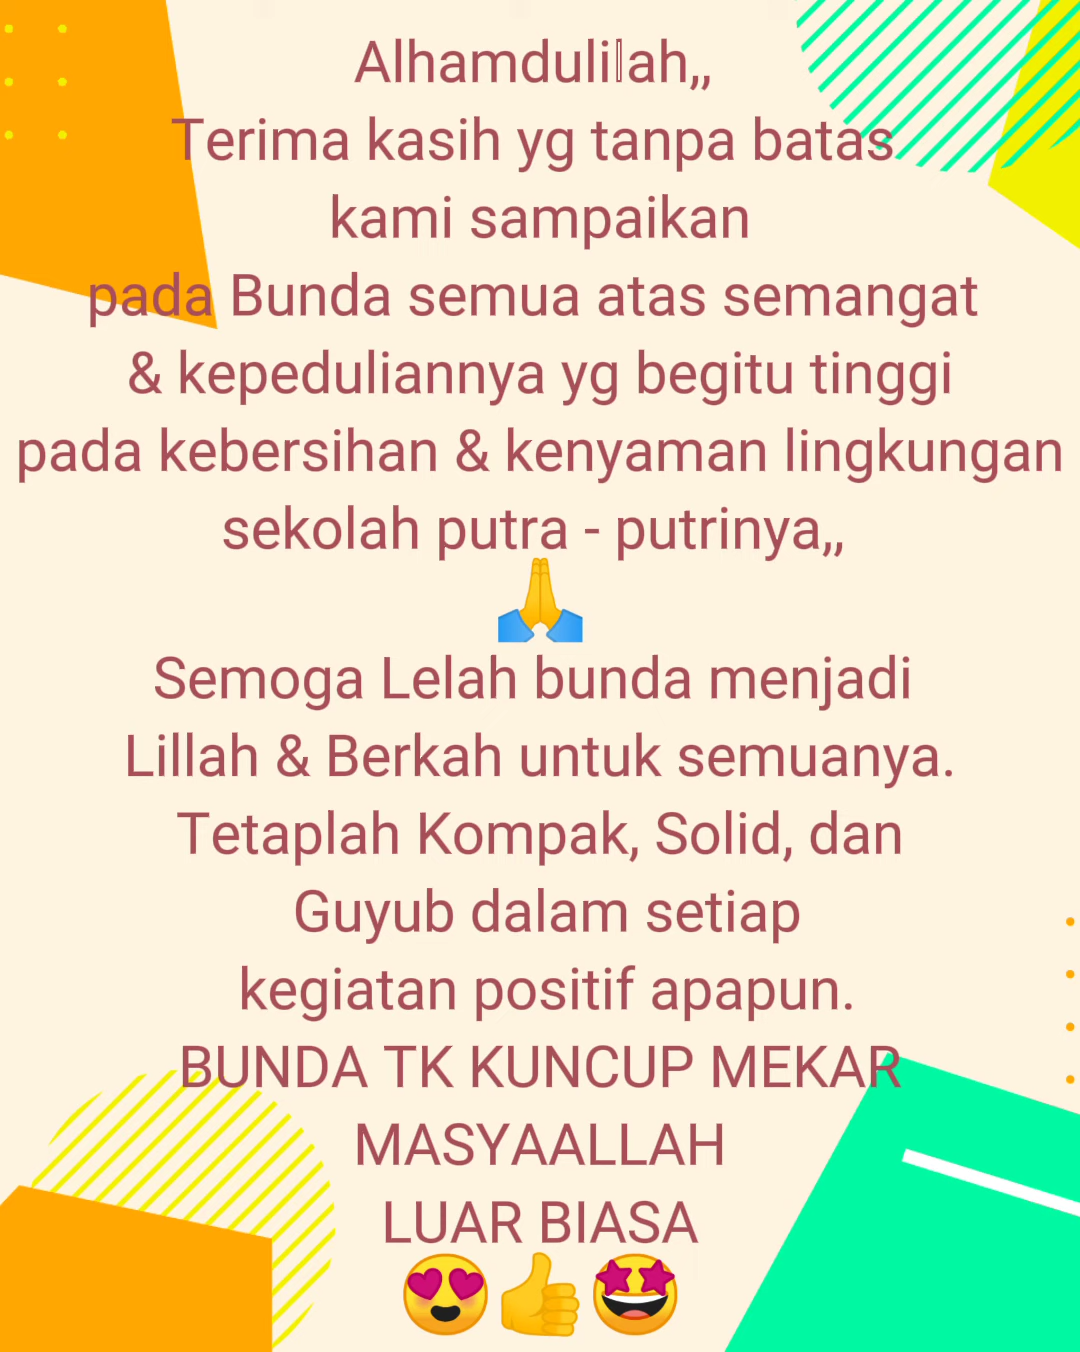 Alhamduli▯ah,,
Terima kasih yg tanpa batas
kami sampaikan
pada Bunda semua atas semangat
& kepeduliannya yg begitu tinggi
pada kebersihan & kenyaman lingkungan
sekolah putra - putrinya,,
🙏
Semoga Lelah bunda menjadi
Lillah & Berkah untuk semuanya.
Tetaplah Kompak, Solid, dan
Guyub dalam setiap
kegiatan positif apapun.
BUNDA TK KUNCUP MEKAR
MASYAALLAH
LUAR BIASA
😍👍🤩